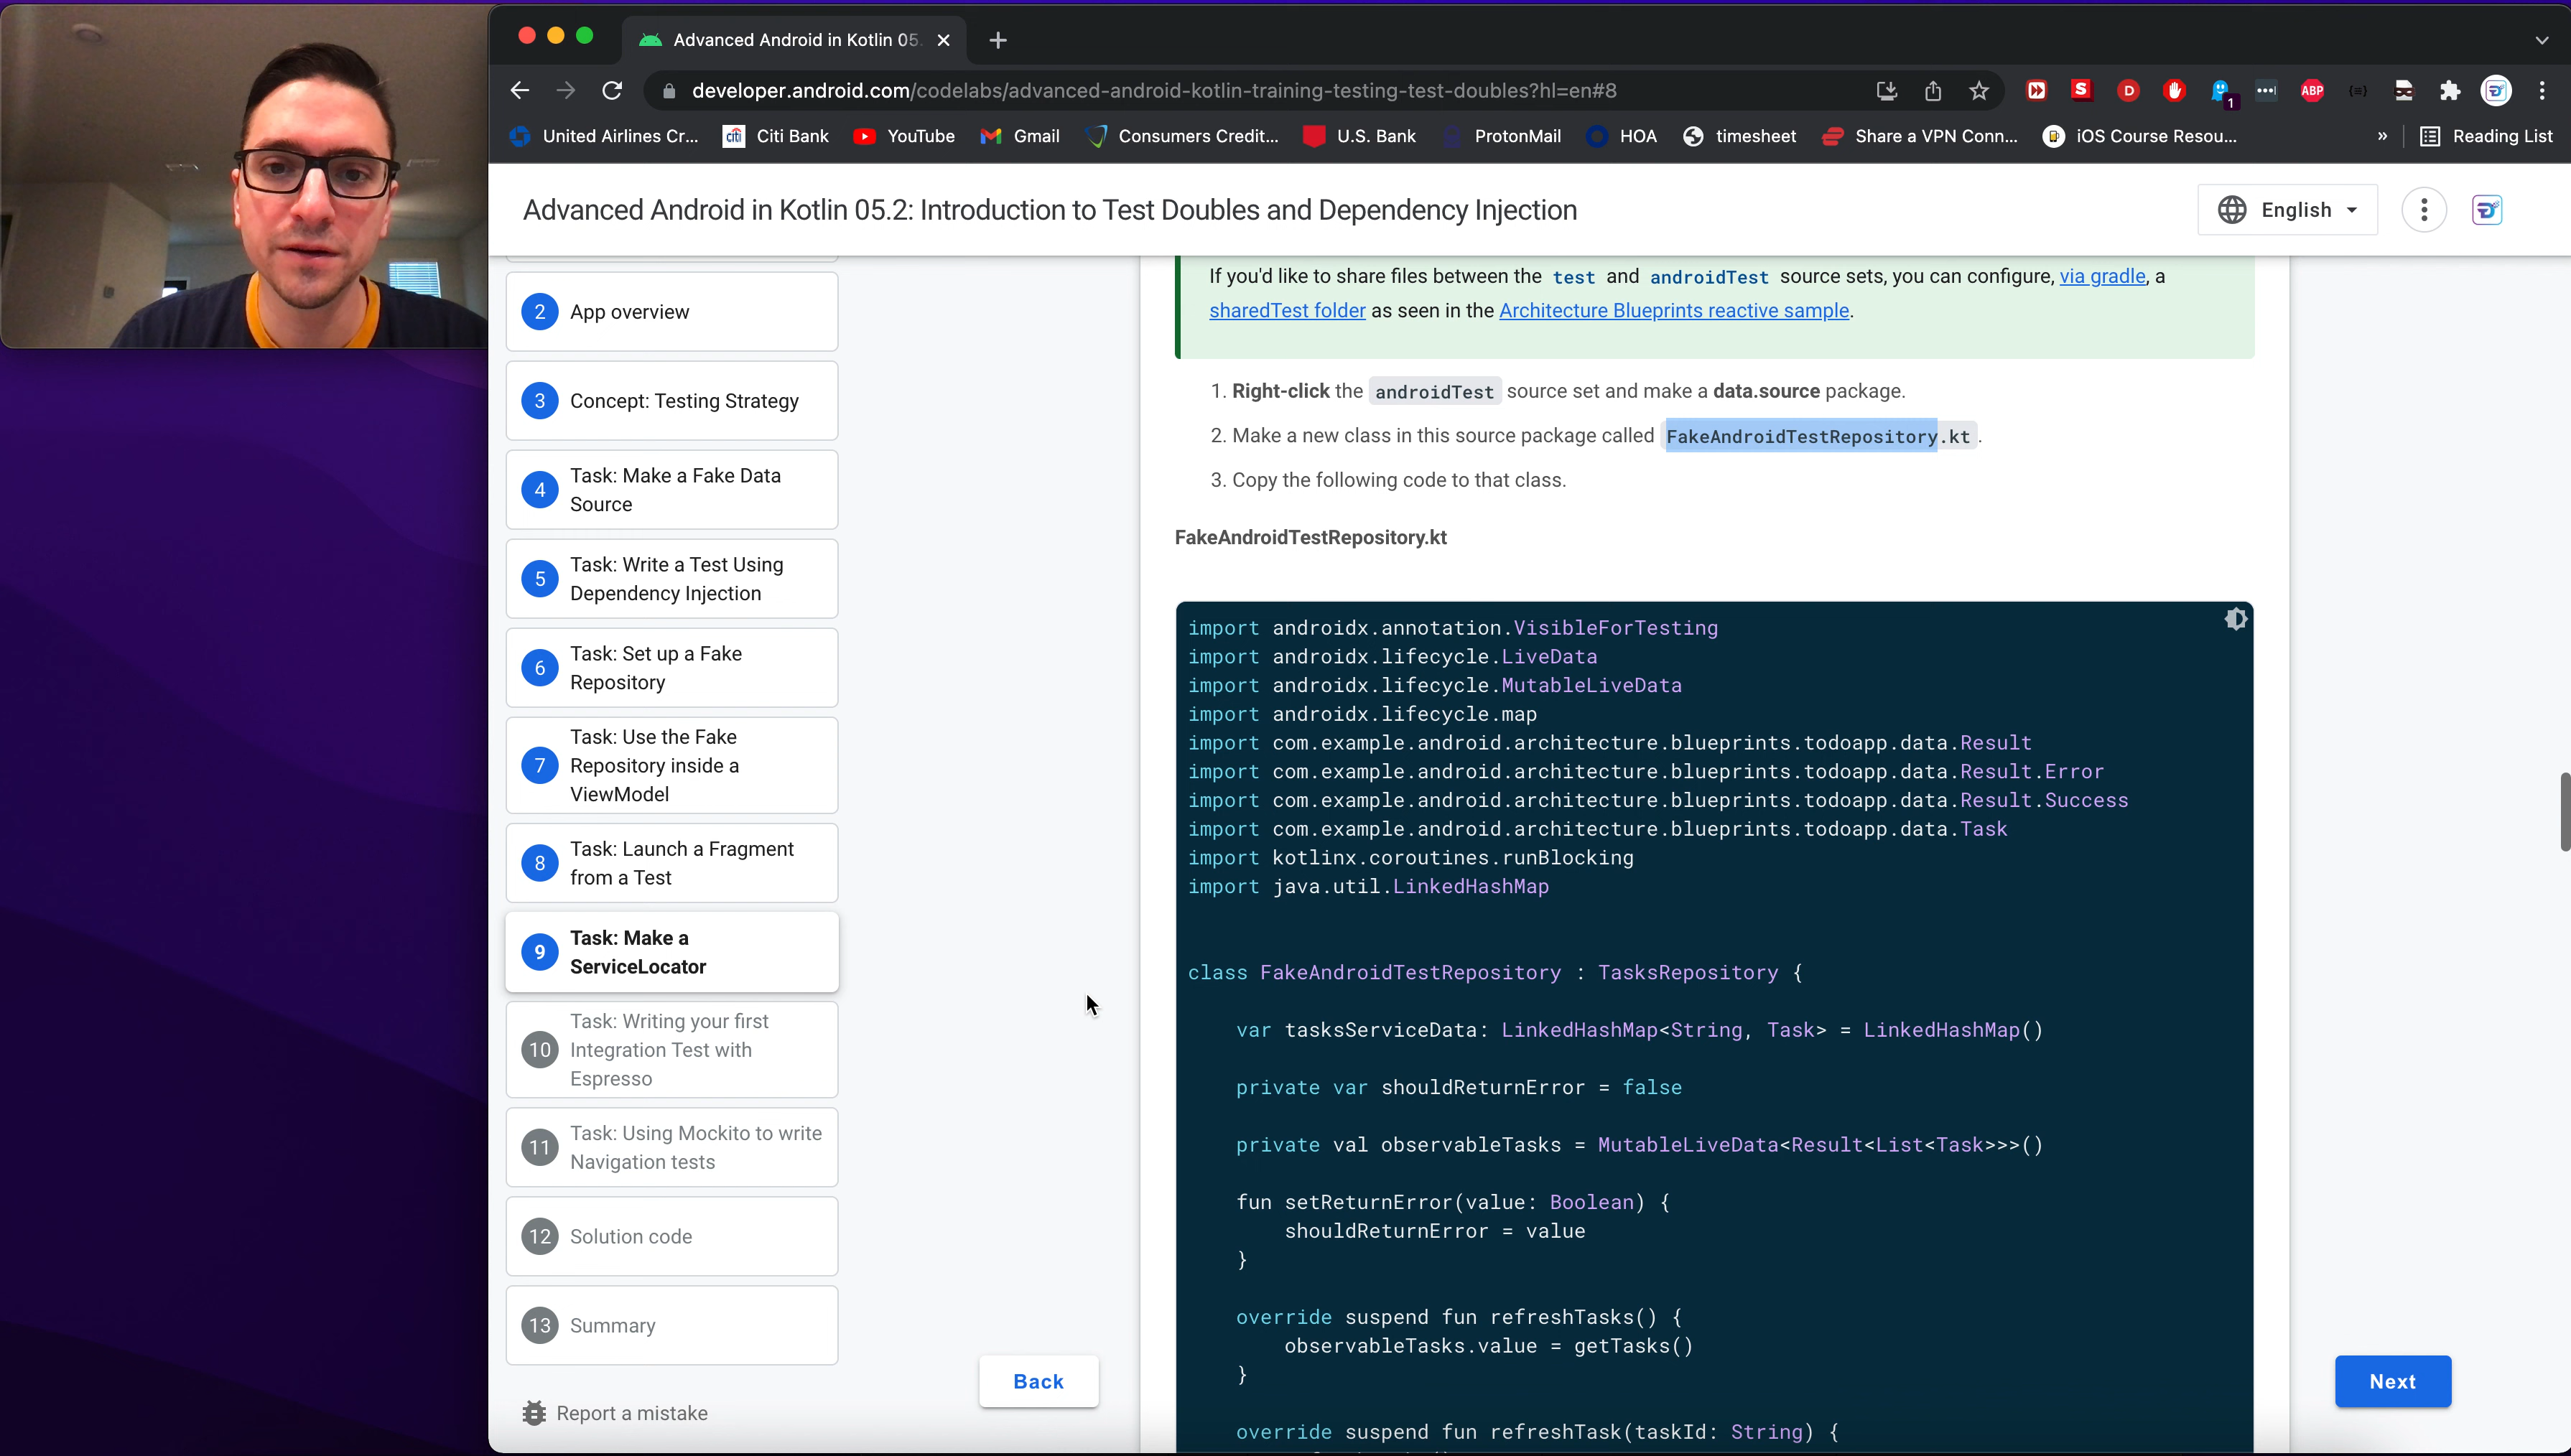 Advanced Android in Kotlin 05.
developer.android.com/codelabs/advanced-android-kotlin-training-testing-test-doubles?hl=en#8
S
D
1
ABP
United Airlines Cr...
Citi Bank
YouTube
Gmail
Consumers Credit...
U.S. Bank
ProtonMail
HOA
timesheet
Share a VPN Conn...
iOS Course Resou...
»
Reading List
Advanced Android in Kotlin 05.2: Introduction to Test Doubles and Dependency Injection
English
2 App overview
3 Concept: Testing Strategy
4 Task: Make a Fake Data
Source
5 Task: Write a Test Using
Dependency Injection
6 Task: Set up a Fake
Repository
7 Task: Use the Fake
Repository inside a
ViewModel
8 Task: Launch a Fragment
from a Test
9 Task: Make a
ServiceLocator
10 Task: Writing your first
Integration Test with
Espresso
11 Task: Using Mockito to write
Navigation tests
12 Solution code
13 Summary
Report a mistake
Back
If you'd like to share files between the test and androidTest source sets, you can configure, via gradle, a
sharedTest folder as seen in the Architecture Blueprints reactive sample.
1. Right-click the androidTest source set and make a data.source package.
2. Make a new class in this source package called FakeAndroidTestRepository.kt.
3. Copy the following code to that class.
FakeAndroidTestRepository.kt
import androidx.annotation.VisibleForTesting
import androidx.lifecycle.LiveData
import androidx.lifecycle.MutableLiveData
import androidx.lifecycle.map
import com.example.android.architecture.blueprints.todoapp.data.Result
import com.example.android.architecture.blueprints.todoapp.data.Result.Error
import com.example.android.architecture.blueprints.todoapp.data.Result.Success
import com.example.android.architecture.blueprints.todoapp.data.Task
import kotlinx.coroutines.runBlocking
import java.util.LinkedHashMap
class FakeAndroidTestRepository : TasksRepository {
var tasksServiceData: LinkedHashMap<String, Task> = LinkedHashMap()
private var shouldReturnError = false
private val observableTasks = MutableLiveData<Result<List<Task>>>()
fun setReturnError(value: Boolean) {
shouldReturnError = value
}
override suspend fun refreshTasks() {
observableTasks.value = getTasks()
}
override suspend fun refreshTask(taskId: String) {
Next